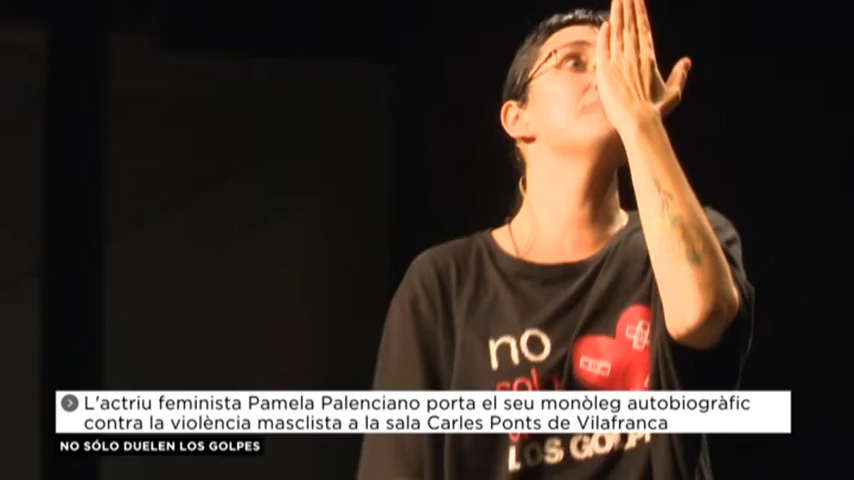 no
LOS GOLP
L'actriu feminista Pamela Palenciano porta el seu monòleg autobiogràfic
contra la violència masclista a la sala Carles Ponts de Vilafranca
NO SÓLO DUELEN LOS GOLPES